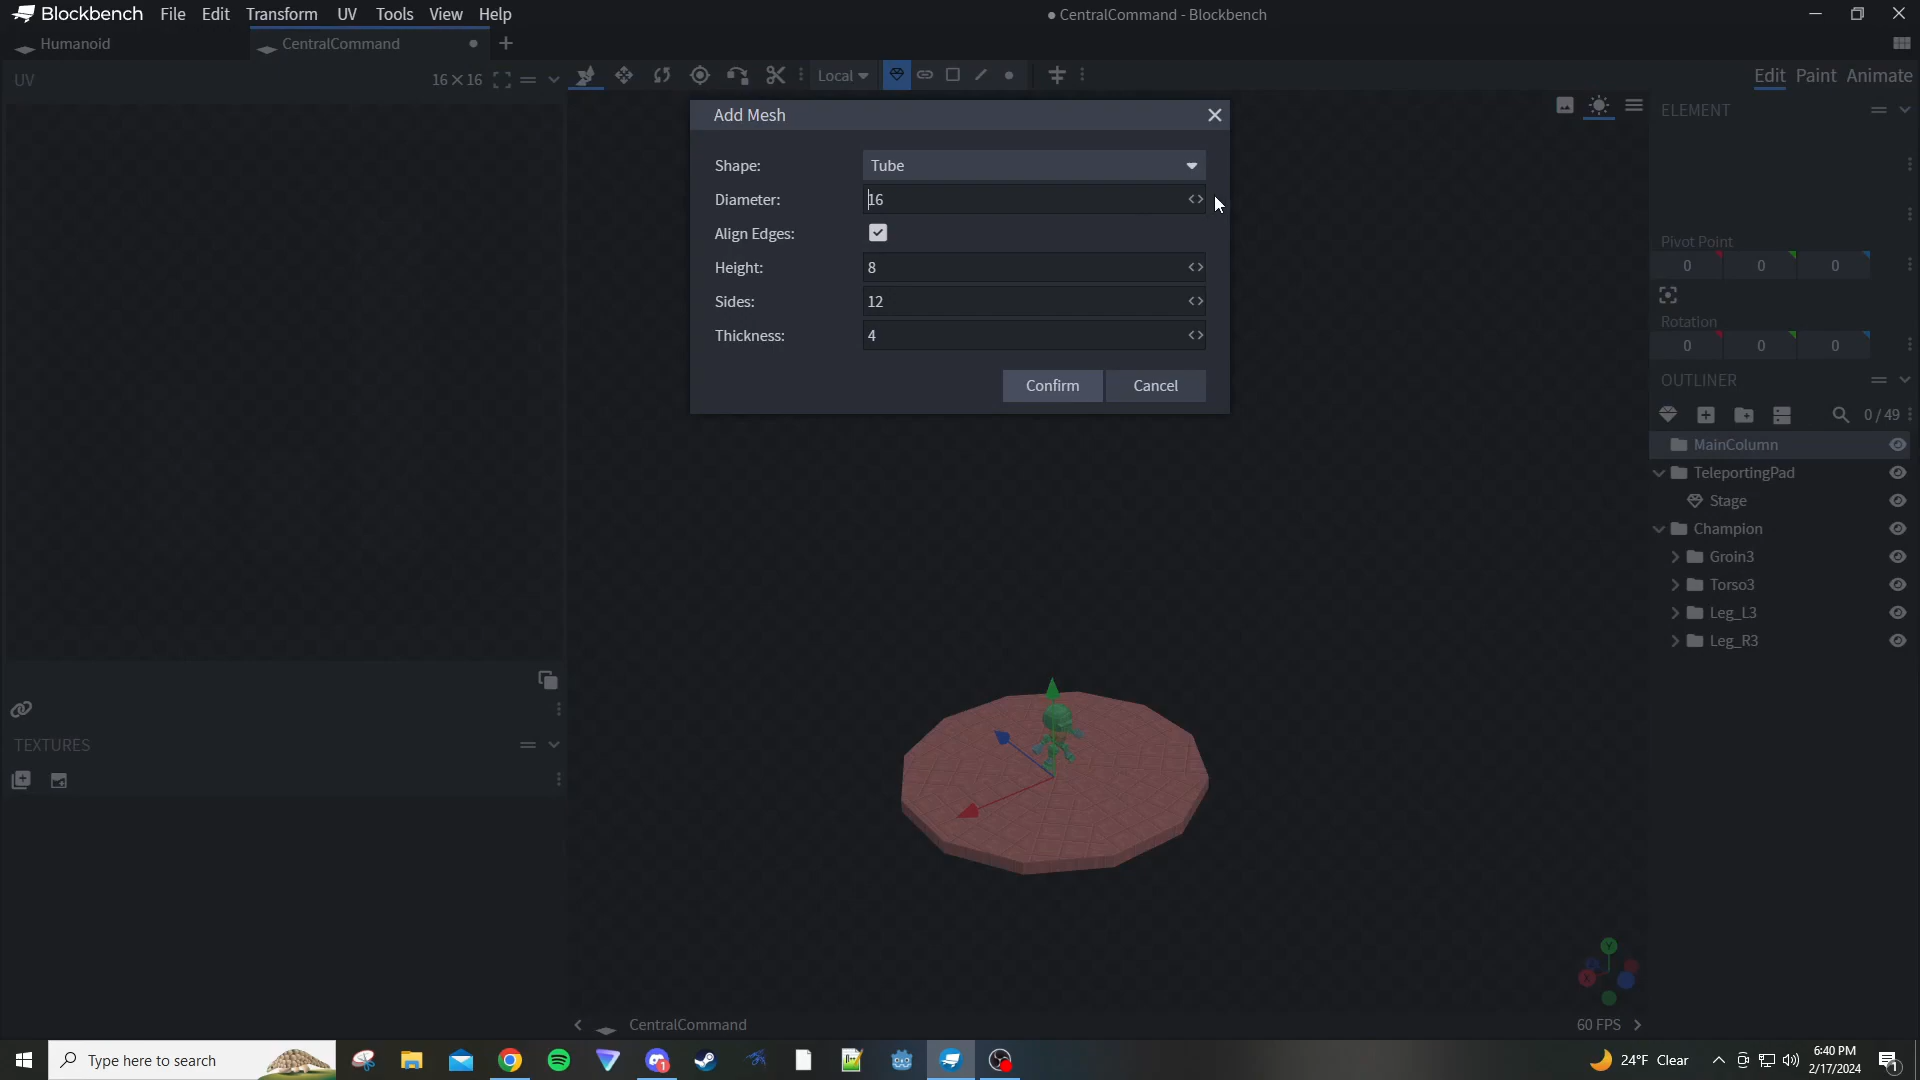 Blockbench File Edit Transform UV Tools View Help
CentralCommand - Blockbench
Humanoid
CentralCommand
UV
16×16
Local
Edit Paint Animate
Add Mesh
Shape:
Tube
Diameter:
16
Align Edges:
Height:
8
Sides:
12
Thickness:
4
Confirm
Cancel
ELEMENT
Pivot Point
0 0 0
Rotation
0 0 0
OUTLINER
0 / 49
MainColumn
TeleportingPad
Stage
Champion
Groin3
Torso3
Leg_L3
Leg_R3
TEXTURES
Y
X
CentralCommand
60 FPS
Type here to search
1
24°F Clear
6:40 PM
2/17/2024
1